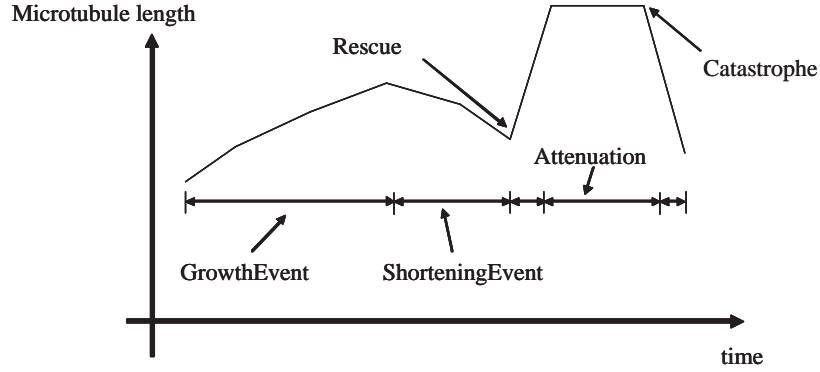 Microtubule length
Rescue
Catastrophe
Attenuation
GrowthEvent
ShorteningEvent
time